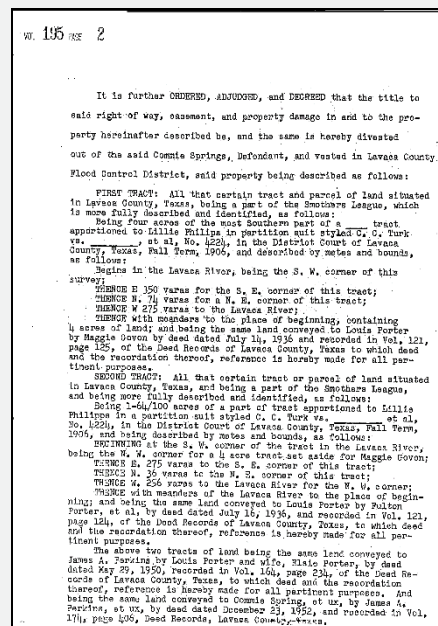 VOL 195 PAGE 2
It is further ORDERED, ADJUDGED, and DECREED that the title to
said right of way, easement, and property damage in and to the pro-
perty hereinafter described be, and the same is hereby divested
out of the said Commie Springs, Defendant, and vested in Lavaca County
Flood Control District, said property being described as follows:
FIRST TRACT: All that certain tract and parcel of land situated
in Lavaca County, Texas, being a part of the Smothers League, which
is more fully described and identified, as follows:
Being four acres of the most Southern part of a ____ tract
apportioned to Lillie Philips in partition suit styled C. C. Turk
vs. ________, et al, No. 4224, in the District Court of Lavaca
County, Texas, Fall Term, 1906, and described by metes and bounds,
as follows:
Begins in the Lavaca River, being the S. W. corner of this
survey;
THENCE E 350 varas for the S. E. corner of this tract;
THENCE N. 74 varas for a N. E. corner of this tract;
THENCE W 275 varas to the Lavaca River;
THENCE with meanders to the place of beginning, containing
4 acres of land; and being the same land conveyed to Louis Porter
by Maggie Govon by deed dated July 14, 1936 and recorded in Vol. 121,
page 125, of the Deed Records of Lavaca County, Texas to which deed
and the recordation thereof, reference is hereby made for all per-
tinent purposes.
SECOND TRACT: All that certain tract or parcel of land situated
in Lavaca County, Texas, and being a part of the Smothers League,
and being more fully described and identified, as follows:
Being 1-64/100 acres of a part of tract apportioned to Lillie
Philipps in a partition suit styled C. C. Turk vs. ________ et al,
No. 4224, in the District Court of Lavaca County, Texas, Fall Term,
1906, and being described by metes and bounds, as follows:
BEGINNING at the S. W. corner of the tract in the Lavaca River,
being the N. W. corner for a 4 acre tract set aside for Maggie Govon;
THENCE E. 275 varas to the S. E. corner of this tract;
THENCE N. 36 varas to the N. E. corner of this tract;
THENCE W. 256 varas to the Lavaca River for the N. W. corner;
THENCE with meanders of the Lavaca River to the place of begin-
ning; and being the same land conveyed to Louis Porter by Fulton
Porter, et al, by deed dated July 16, 1936, and recorded in Vol. 121,
page 124, of the Deed Records of Lavaca County, Texas, to which deed
and the recordation thereof, reference is hereby made for all per-
tinent purposes.
The above two tracts of land being the same land conveyed to
James A. Perkins by Louis Porter and wife, Elsie Porter, by deed
dated May 29, 1950, recorded in Vol. 164, page 234, of the Deed Re-
cords of Lavaca County, Texas, to which deed and the recordation
thereof, reference is hereby made for all pertinent purposes. And
being the same land conveyed to Commie Spring, et ux, by James A.
Perkins, et ux, by deed dated December 23, 1952, and recorded in Vol.
174, page 406, Deed Records, Lavaca County, Texas.